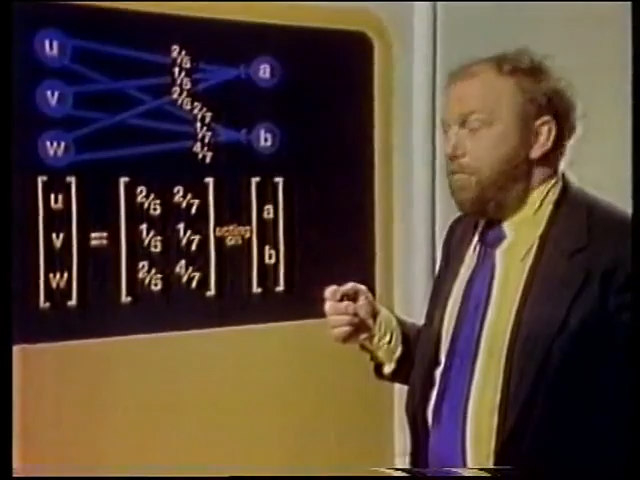 u
2/5
1/5
2/5
a
v
2/7
1/7
4/7
w
b
u 2/5 2/7 a
v = 1/5 1/7 acting on
w 2/5 4/7 b